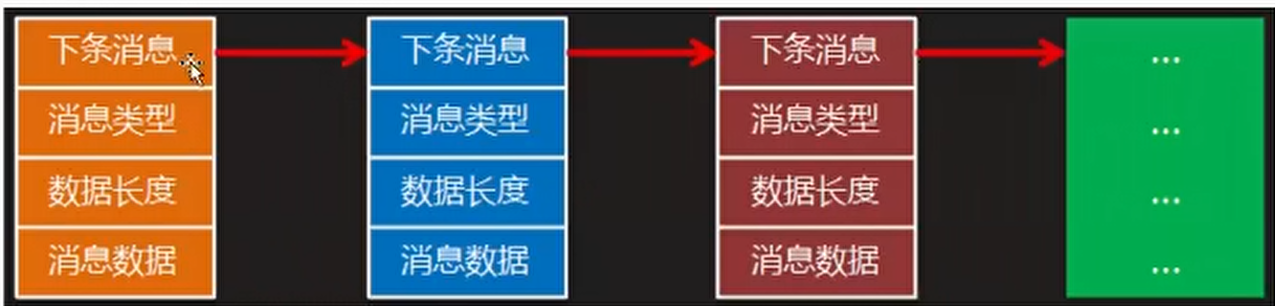 下条消息 下条消息 下条消息 ...
消息类型 消息类型 消息类型 ...
数据长度 数据长度 数据长度 ...
消息数据 消息数据 消息数据 ...